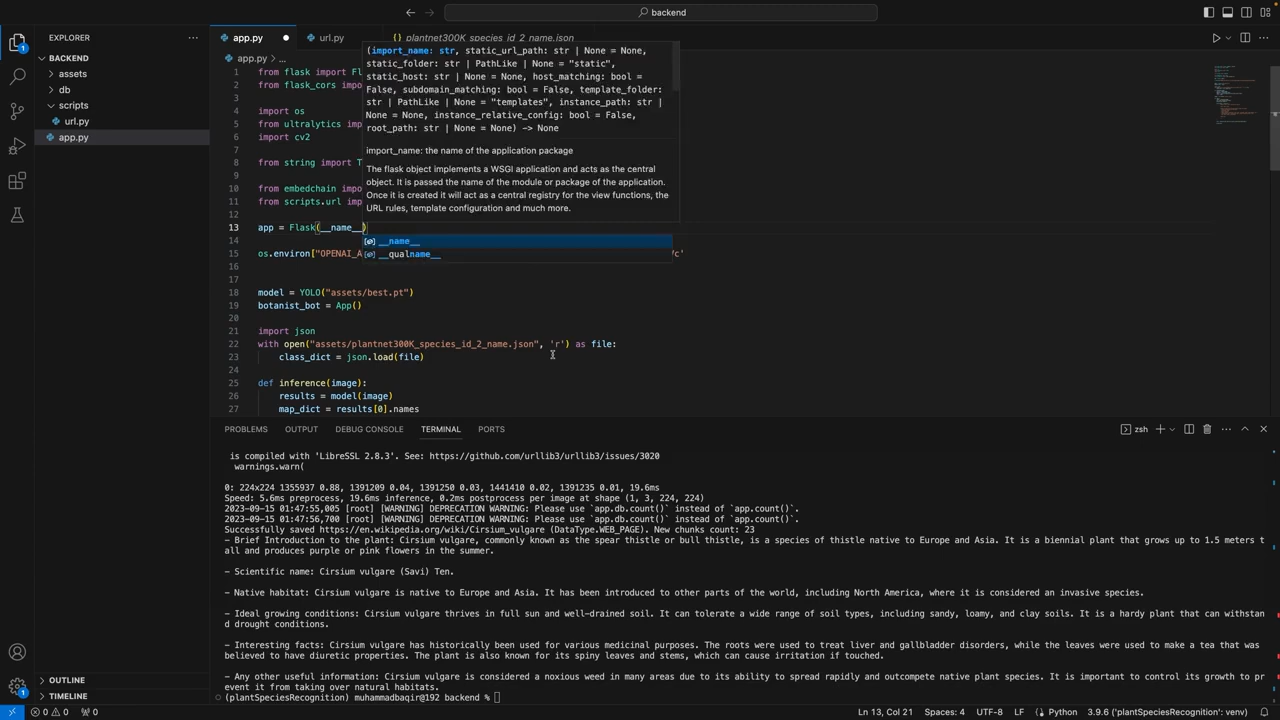 backend
EXPLORER
BACKEND
assets
db
scripts
url.py
app.py
OUTLINE
TIMELINE
app.py
url.py
{} plantnet300K_species_id_2_name.json
app.py > ...
1 from flask import Fl
2 from flask_cors
3
4 import os
5 from ultralytics im
6 import cv2
7
8 from string import T
9
10 from embedchain im
11 from scripts.url im
12
13 app = Flask(__name__)
14
15 os.environ["OPENAI_A
16
17
18 model = YOLO("assets/best.pt")
19 botanist_bot = App()
20
21 import json
22 with open("assets/plantnet300K_species_id_2_name.json", 'r') as file:
23 class_dict = json.load(file)
24
25 def inference(image):
26 results = model(image)
27 map_dict = results[0].names
(import_name: str, static_url_path: str | None = None,
static_folder: str | PathLike | None = "static",
static_host: str | None = None, host_matching: bool =
False, subdomain_matching: bool = False, template_folder:
str | PathLike | None = "templates", instance_path: str |
None = None, instance_relative_config: bool = False,
root_path: str | None = None) -> None
import_name: the name of the application package
The flask object implements a WSGI application and acts as the central
object. It is passed the name of the module or package of the application.
Once it is created it will act as a central registry for the view functions, the
URL rules, template configuration and much more.
__name__
__qualname__
PROBLEMS OUTPUT DEBUG CONSOLE TERMINAL PORTS
zsh
is compiled with 'LibreSSL 2.8.3'. See: https://github.com/urllib3/urllib3/issues/3020
warnings.warn(
0: 224x224 1355937 0.88, 1391209 0.04, 1391250 0.03, 1441410 0.02, 1391235 0.01, 19.6ms
Speed: 5.6ms preprocess, 19.6ms inference, 0.2ms postprocess per image at shape (1, 3, 224, 224)
2023-09-15 01:47:55,005 [root] [WARNING] DEPRECATION WARNING: Please use `app.db.count()` instead of `app.count()`.
2023-09-15 01:47:56,700 [root] [WARNING] DEPRECATION WARNING: Please use `app.db.count()` instead of `app.count()`.
Successfully saved https://en.wikipedia.org/wiki/Cirsium_vulgare (DataType.WEB_PAGE). New chunks count: 23
- Brief Introduction to the plant: Cirsium vulgare, commonly known as the spear thistle or bull thistle, is a species of thistle native to Europe and Asia. It is a biennial plant that grows up to 1.5 meters t
all and produces purple or pink flowers in the summer.
- Scientific name: Cirsium vulgare (Savi) Ten.
- Native habitat: Cirsium vulgare is native to Europe and Asia. It has been introduced to other parts of the world, including North America, where it is considered an invasive species.
- Ideal growing conditions: Cirsium vulgare thrives in full sun and well-drained soil. It can tolerate a wide range of soil types, including sandy, loamy, and clay soils. It is a hardy plant that can withstan
d drought conditions.
- Interesting facts: Cirsium vulgare has historically been used for various medicinal purposes. The roots were used to treat liver and gallbladder disorders, while the leaves were used to make a tea that was
believed to have diuretic properties. The plant is also known for its spiny leaves and stems, which can cause irritation if touched.
- Any other useful information: Cirsium vulgare is considered a noxious weed in many areas due to its ability to spread rapidly and outcompete native plant species. It is important to control its growth to pr
event it from taking over natural habitats.
(plantSpeciesRecognition) muhammadbaqir@192 backend %
0 0 0
Ln 13, Col 21 Spaces: 4 UTF-8 LF Python 3.9.6 ('plantSpeciesRecognition': venv)